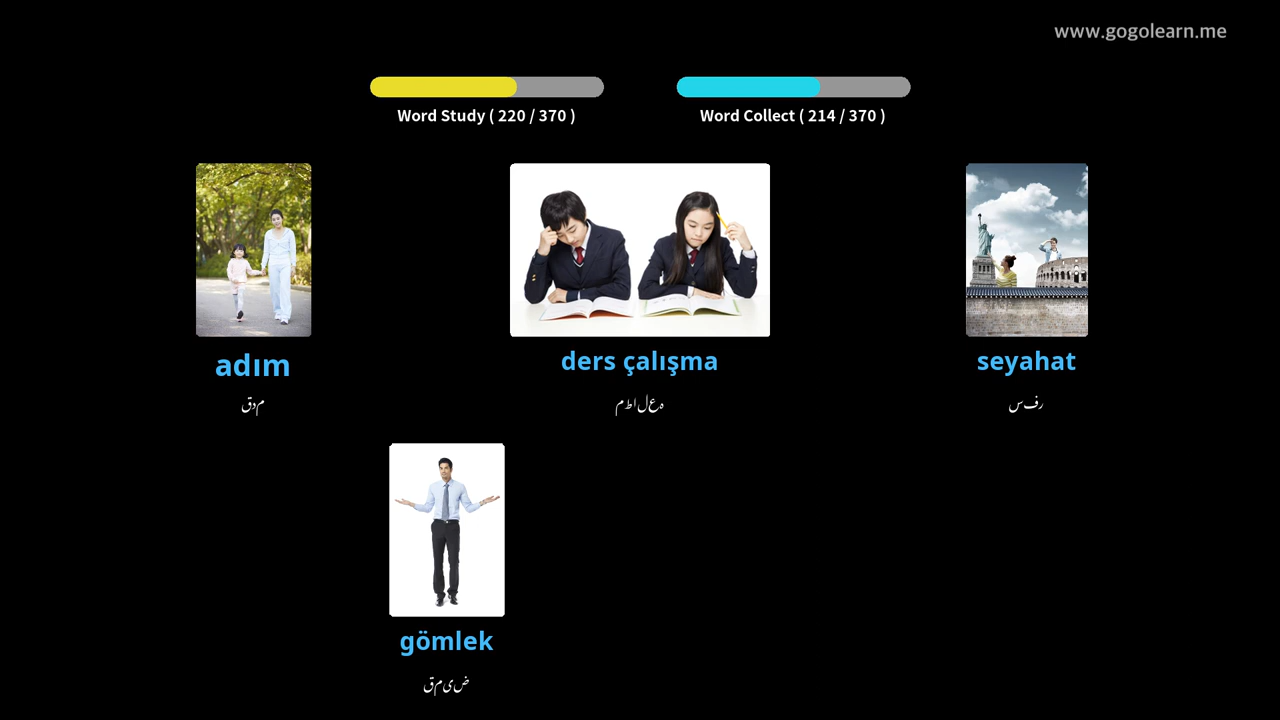 www.gogolearn.me
Word Study ( 220 / 370 )
Word Collect ( 214 / 370 )
adım
ders çalışma
seyahat
قدم
مطالعہ
سفر
gömlek
قمیض